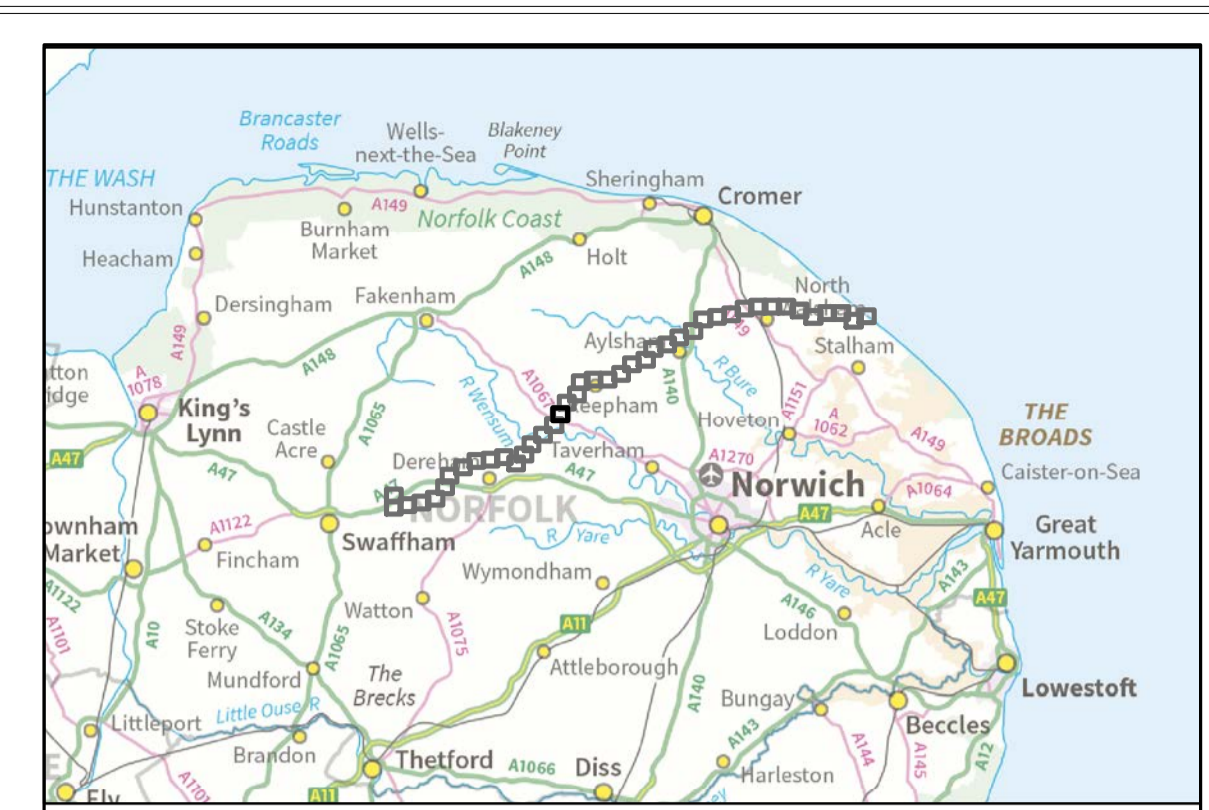 Brancaster
Roads
Wells-
next-the-Sea
Blakeney
Point
THE WASH
Sheringham
Cromer
Hunstanton
A149
Norfolk Coast
Burnham
Market
Heacham
Holt
A148
Dersingham
Fakenham
North
A149
Aylsham
Stalham
A148
A
1078
A1067
R Wensum
R Bure
A140
A1151
King's
Lynn
A1065
Castle
Acre
Hoveton
A
1062
A149
THE
BROADS
A47
A47
Dereham
A47
Taverham
A1270
Caister-on-Sea
Norwich
A1064
A47
NORFOLK
A1122
A47
Acle
Great
Yarmouth
Market
Fincham
Swaffham
R Yare
Wymondham
R Yare
A143
A1122
A47
Watton
A146
A10
Stoke
Ferry
A134
A1065
A1075
A11
Loddon
A1101
Mundford
The
Brecks
Attleborough
A140
Bungay
Lowestoft
Littleport
Little Ouse R
Beccles
A143
A144
A145
A12
Brandon
Thetford
A1066
Diss
Harleston
A1101
Ely
A11